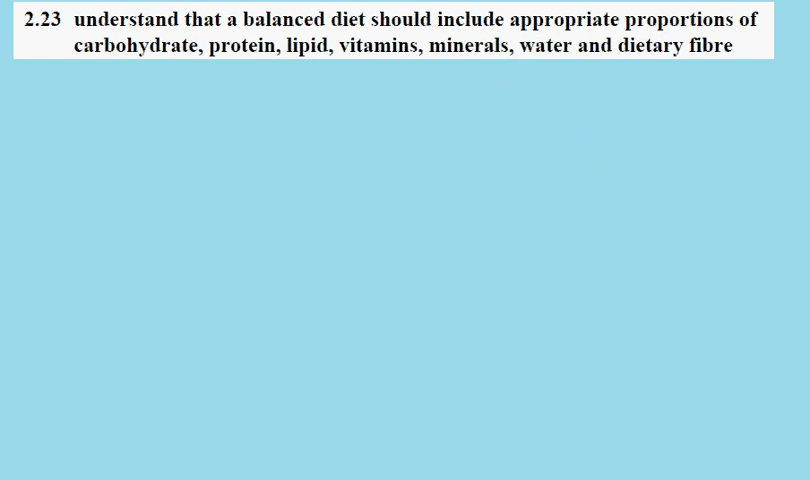 2.23 understand that a balanced diet should include appropriate proportions of
carbohydrate, protein, lipid, vitamins, minerals, water and dietary fibre